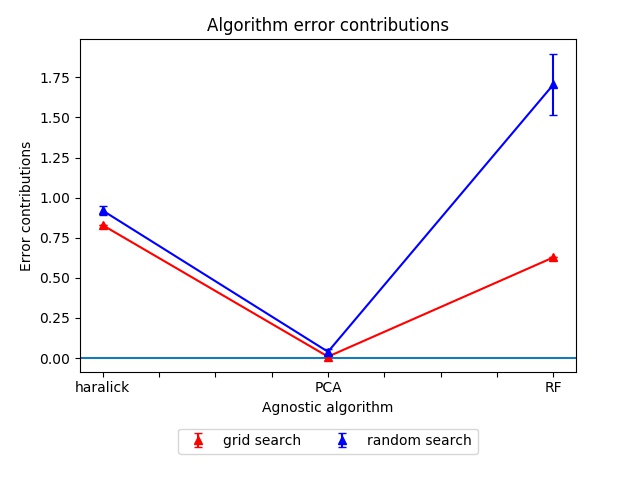 Algorithm error contributions
Error contributions
1.75
1.50
1.25
1.00
0.75
0.50
0.25
0.00
haralick PCA RF
Agnostic algorithm
grid search random search